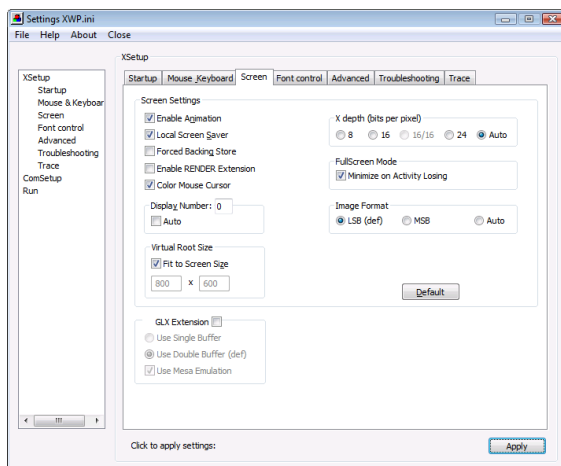 Settings XWP.ini
File Help About Close
XSetup
Startup
Mouse & Keyboar
Screen
Font control
Advanced
Troubleshooting
Trace
ComSetup
Run
XSetup
Startup Mouse_Keyboard Screen Font control Advanced Troubleshooting Trace
Screen Settings
Enable Animation
Local Screen Saver
Forced Backing Store
Enable RENDER Extension
Color Mouse Cursor
Display Number: 0
Auto
Virtual Root Size
Fit to Screen Size
800 x 600
X depth (bits per pixel)
8 16 16/16 24 Auto
FullScreen Mode
Minimize on Activity Losing
Image Format
LSB (def) MSB Auto
Default
GLX Extension
Use Single Buffer
Use Double Buffer (def)
Use Mesa Emulation
Click to apply settings:
Apply